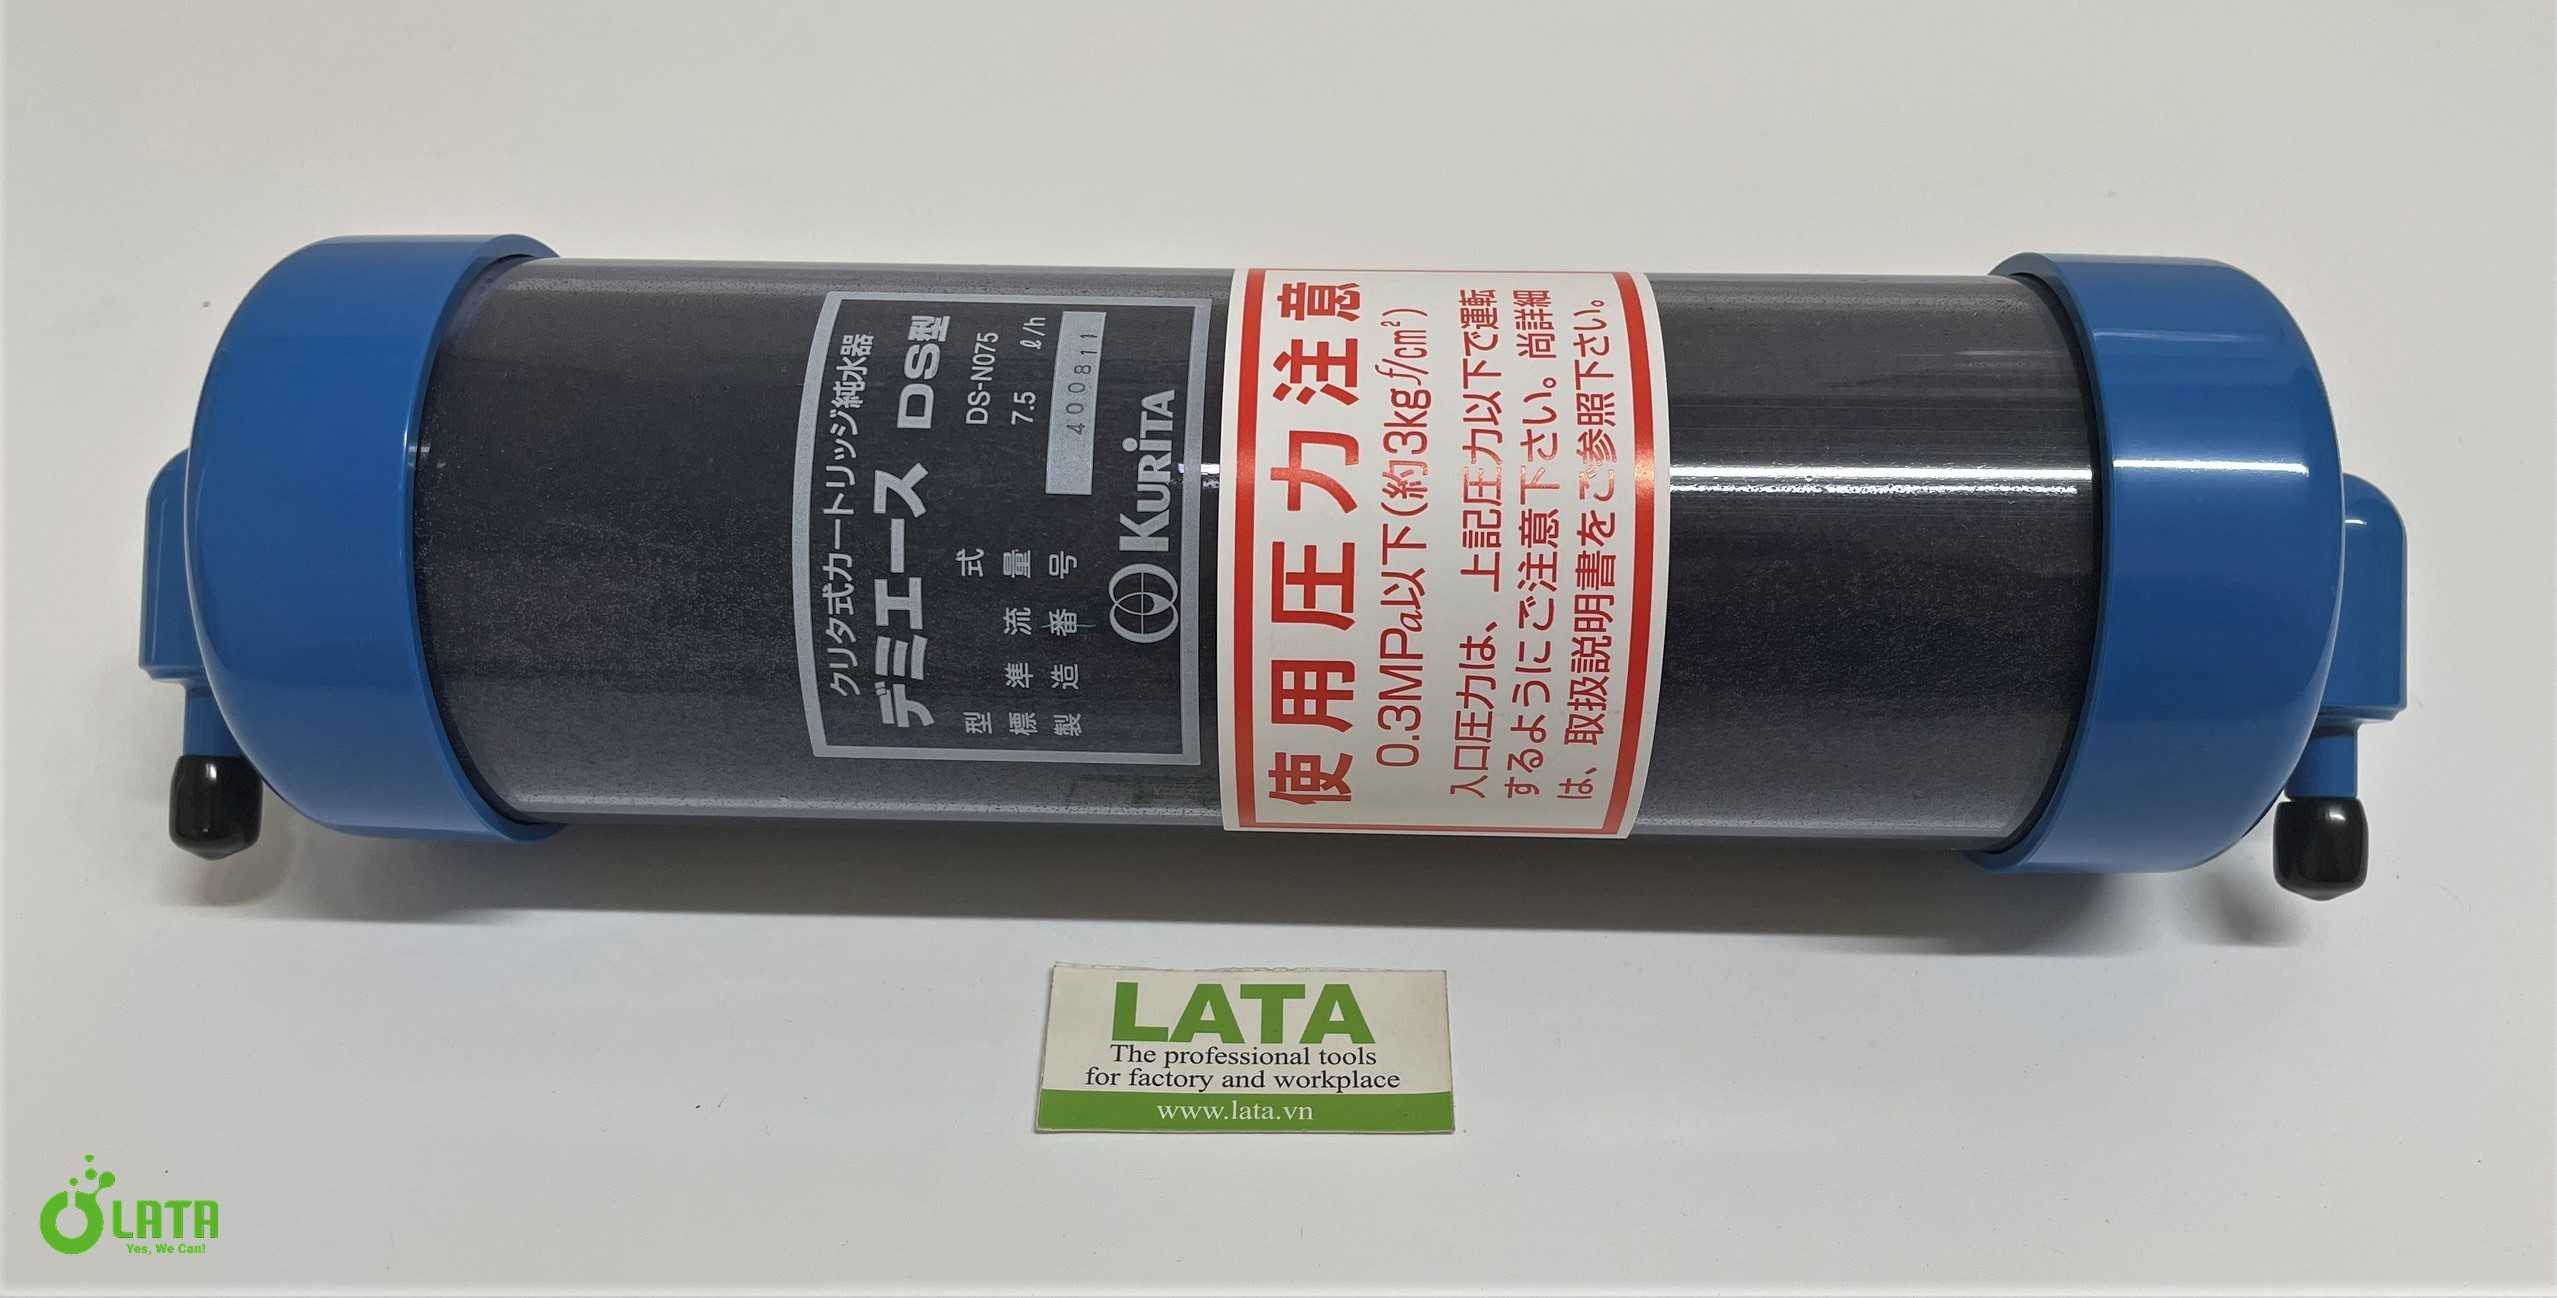 クリタ式カートリッジ純水器
デミエース DS型
型式 DS-N075
標準流量 7.5 ℓ/h
製造番号 4000811
KURITA
使用圧力注意
0.3MPa以下(約3kgf/cm²)
入口圧力は、上記圧力以下で運転
するようにご注意下さい。尚詳細
は、取扱説明書をご参照下さい。
LATA
The professional tools
for factory and workplace
www.lata.vn
LATA
Yes, We Can!